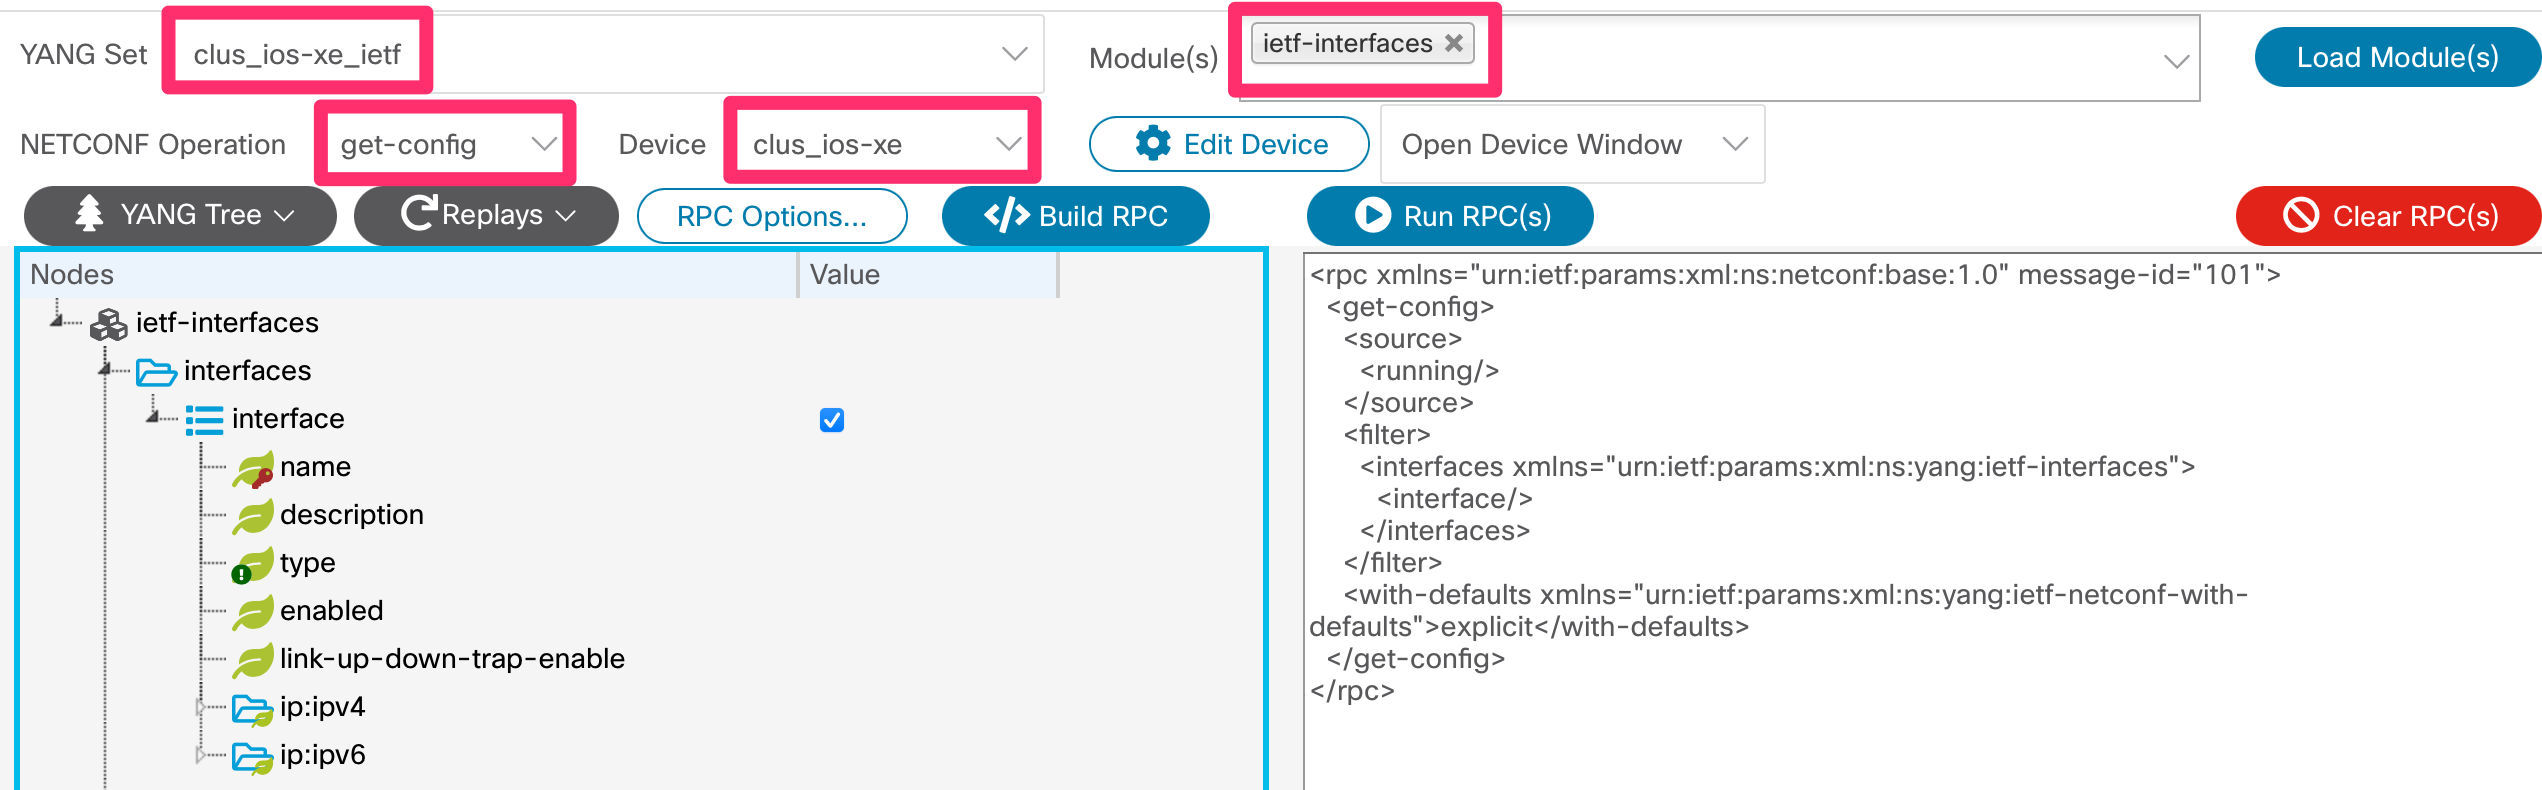 YANG Set clus_ios-xe_ietf Module(s) ietf-interfaces ✖ Load Module(s)
NETCONF Operation get-config Device clus_ios-xe Edit Device Open Device Window
YANG Tree Replays RPC Options... </> Build RPC Run RPC(s) Clear RPC(s)
Nodes Value
ietf-interfaces
interfaces
interface
name
description
type
enabled
link-up-down-trap-enable
ip:ipv4
ip:ipv6
<rpc xmlns="urn:ietf:params:xml:ns:netconf:base:1.0" message-id="101">
  <get-config>
    <source>
      <running/>
    </source>
    <filter>
      <interfaces xmlns="urn:ietf:params:xml:ns:yang:ietf-interfaces">
        <interface/>
      </interfaces>
    </filter>
    <with-defaults xmlns="urn:ietf:params:xml:ns:yang:ietf-netconf-with-
defaults">explicit</with-defaults>
  </get-config>
</rpc>